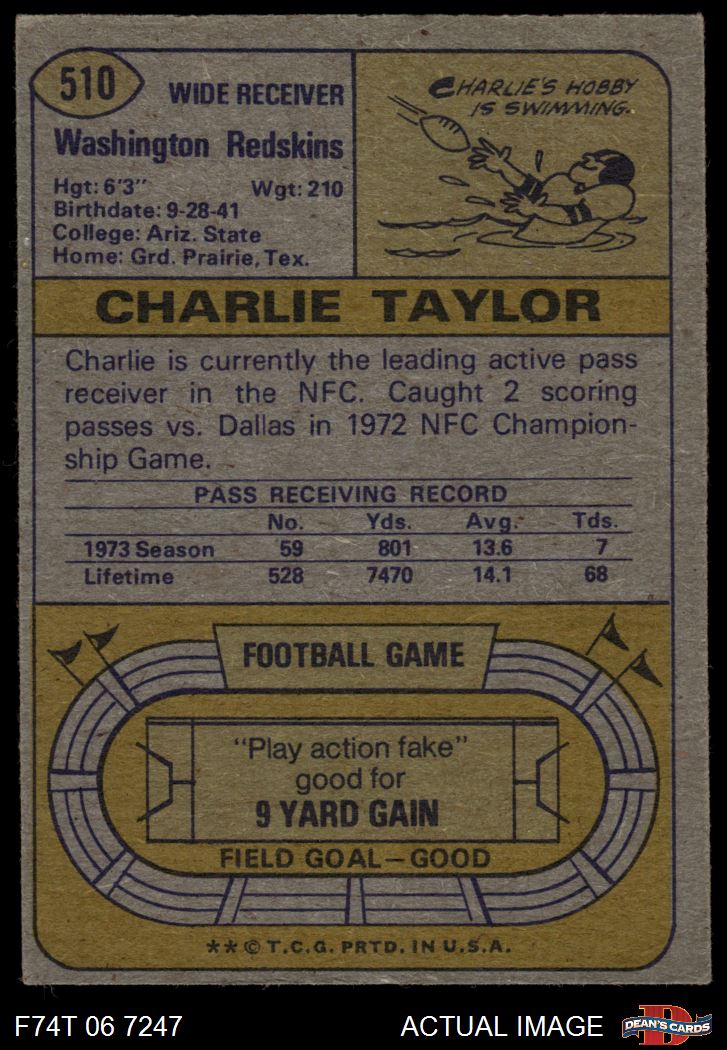 510
WIDE RECEIVER
Washington Redskins
Hgt: 6'3" Wgt: 210
Birthdate: 9-28-41
College: Ariz. State
Home: Grd. Prairie, Tex.
CHARLIE'S HOBBY
IS SWIMMING.
CHARLIE TAYLOR
Charlie is currently the leading active pass
receiver in the NFC. Caught 2 scoring
passes vs. Dallas in 1972 NFC Champion-
ship Game.
PASS RECEIVING RECORD
No. Yds. Avg. Tds.
1973 Season 59 801 13.6 7
Lifetime 528 7470 14.1 68
FOOTBALL GAME
"Play action fake"
good for
9 YARD GAIN
FIELD GOAL—GOOD
**© T.C.G. PRTD. IN U.S.A.
F74T 06 7247 ACTUAL IMAGE
D
DEAN'S CARDS